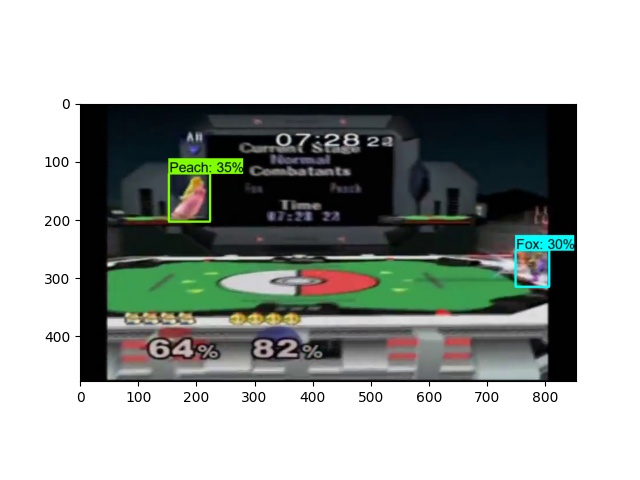 0
100
200
300
400
0 100 200 300 400 500 600 700 800
All
07:28 22
Current Stage
Normal
Combatants
Fox Peach
Time
07:28 22
Peach: 35%
Fox: 30%
64%
82%